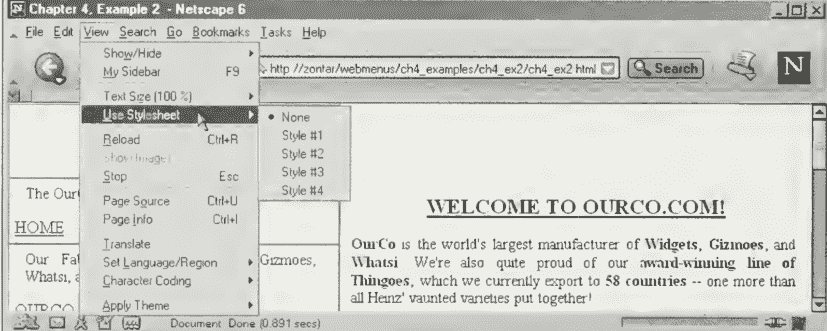 Chapter 4, Example 2 - Netscape 6
File Edit View Search Go Bookmarks Tasks Help
http://zontar/webmenus/ch4_examples/ch4_ex2/ch4_ex2 html Search N
Show/Hide
My Sidebar F9
Text Size (100 %)
Use Stylesheet
Reload Ctrl+R
Show Images
Stop Esc
Page Source Ctrl+U
Page Info Ctrl+I
Translate
Set Language/Region
Character Coding
Apply Theme
None
Style #1
Style #2
Style #3
Style #4
The Our
HOME
Our Fa Gizmoes,
Whatsi, a
OURCO
WELCOME TO OURCO.COM!
OurCo is the world's largest manufacturer of Widgets, Gizmoes, and
Whatsi We're also quite proud of our award-winning line of
Thingoes, which we currently export to 58 countries -- one more than
all Heinz' vaunted varieties put together!
Document Done (0.891 secs)